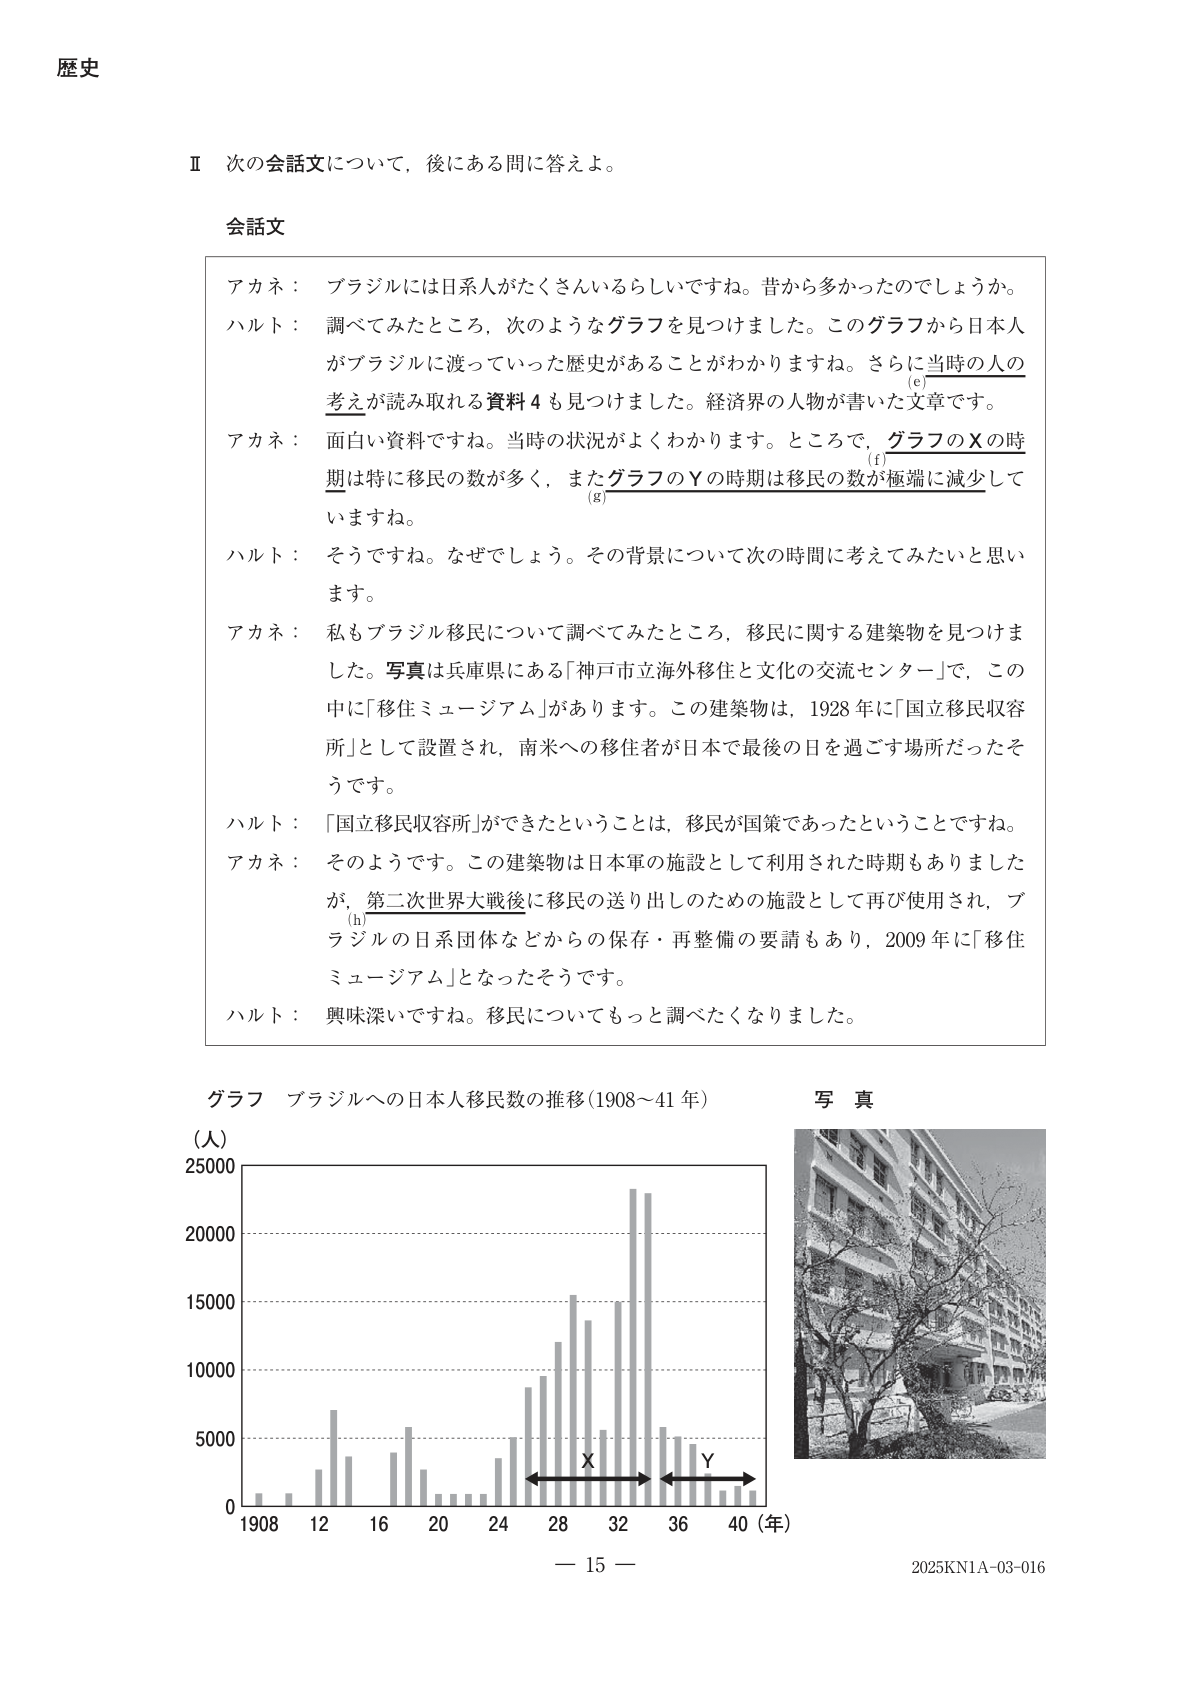 歴史
Ⅱ 次の会話文について，後にある問に答えよ。
会話文
アカネ： ブラジルには日系人がたくさんいるらしいですね。昔から多かったのでしょうか。
ハルト： 調べてみたところ，次のようなグラフを見つけました。このグラフから日本人
がブラジルに渡っていった歴史があることがわかりますね。さらに(e)当時の人の
考えが読み取れる資料4も見つけました。経済界の人物が書いた文章です。
アカネ： 面白い資料ですね。当時の状況がよくわかります。ところで，(f)グラフのXの時
期は特に移民の数が多く，また(g)グラフのYの時期は移民の数が極端に減少して
いますね。
ハルト： そうですね。なぜでしょう。その背景について次の時間に考えてみたいと思い
ます。
アカネ： 私もブラジル移民について調べてみたところ，移民に関する建築物を見つけま
した。写真は兵庫県にある「神戸市立海外移住と文化の交流センター」で，この
中に「移住ミュージアム」があります。この建築物は，1928年に「国立移民収容
所」として設置され，南米への移住者が日本で最後の日を過ごす場所だったそ
うです。
ハルト： 「国立移民収容所」ができたということは，移民が国策であったということですね。
アカネ： そのようです。この建築物は日本軍の施設として利用された時期もありました
が，(h)第二次世界大戦後に移民の送り出しのための施設として再び使用され，ブ
ラジルの日系団体などからの保存・再整備の要請もあり，2009年に「移住
ミュージアム」となったそうです。
ハルト： 興味深いですね。移民についてもっと調べたくなりました。
グラフ ブラジルへの日本人移民数の推移(1908～41年)
写 真
(人)
25000
20000
15000
10000
5000
0
X
Y
1908 12 16 20 24 28 32 36 40 (年)
― 15 ―
2025KN1A-03-016